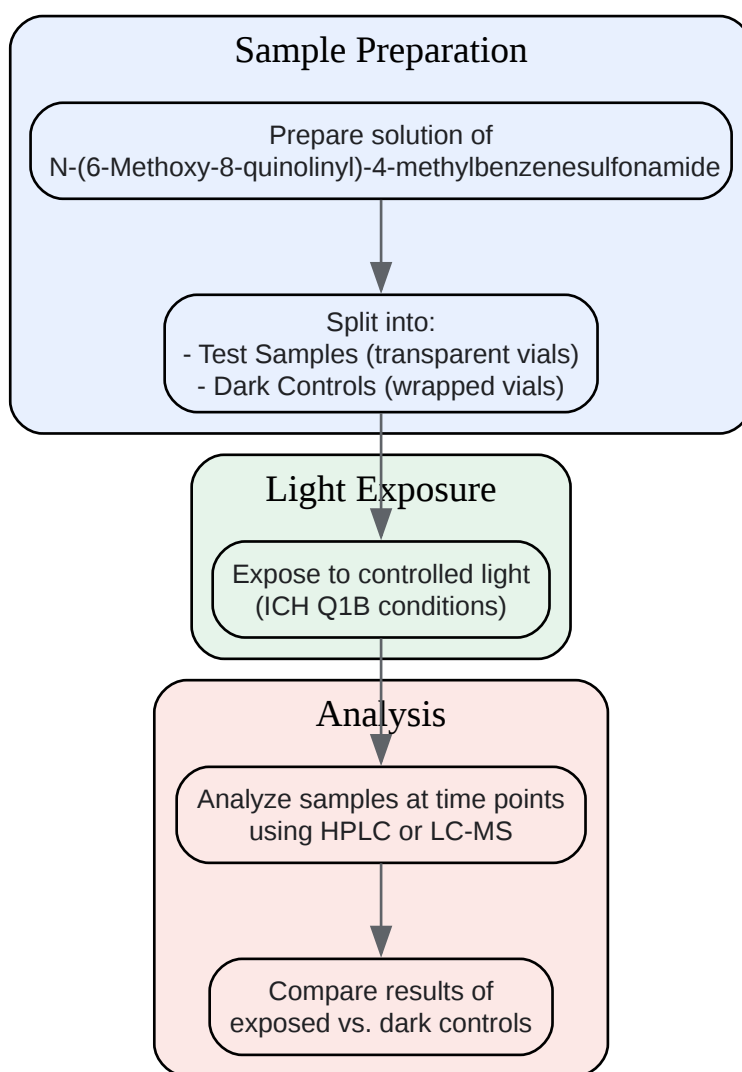 Sample Preparation
Prepare solution of
N-(6-Methoxy-8-quinolinyl)-4-methylbenzenesulfonamide
Split into:
- Test Samples (transparent vials)
- Dark Controls (wrapped vials)
Light Exposure
Expose to controlled light
(ICH Q1B conditions)
Analysis
Analyze samples at time points
using HPLC or LC-MS
Compare results of
exposed vs. dark controls